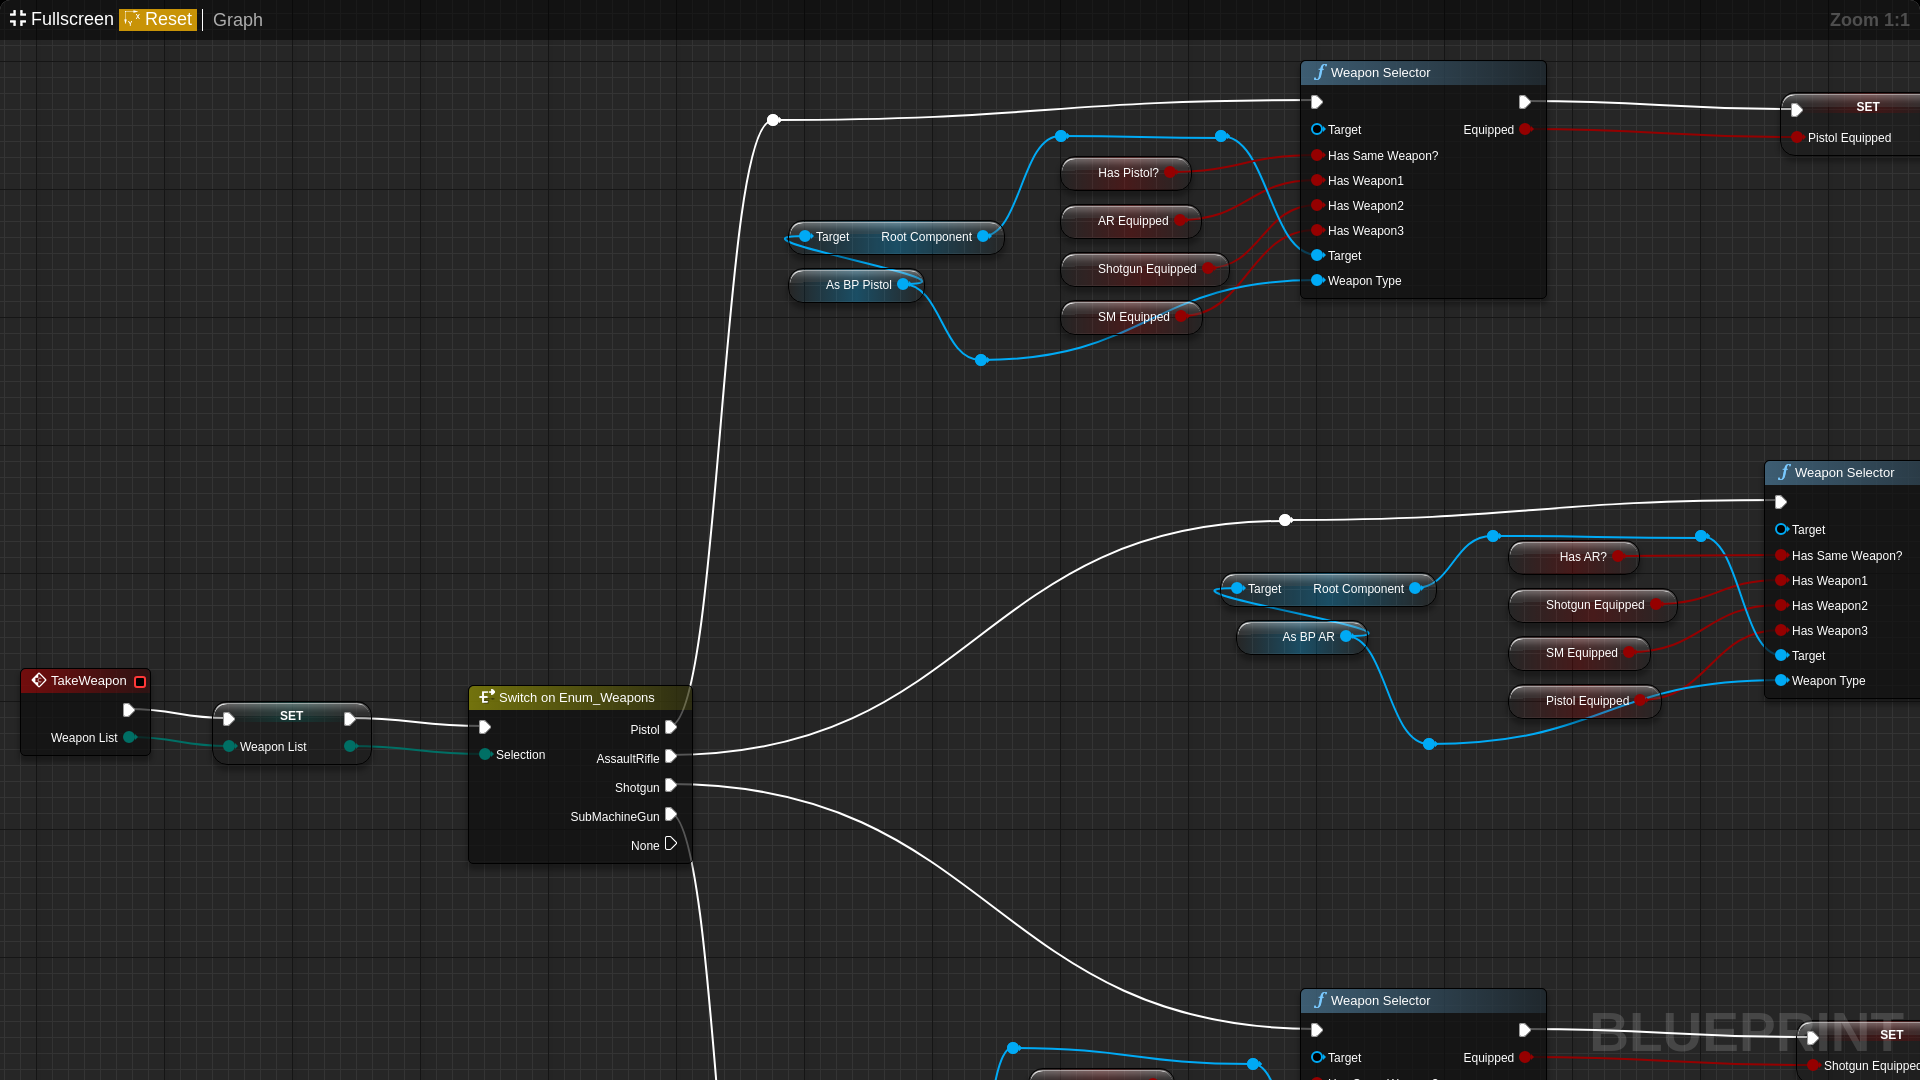 Fullscreen Reset Graph
Zoom 1:1
Weapon Selector
Target
Equipped
Has Same Weapon?
Has Weapon1
Has Weapon2
Has Weapon3
Target
Weapon Type
SET
Pistol Equipped
Has Pistol?
AR Equipped
Shotgun Equipped
SM Equipped
Target Root Component
As BP Pistol
Weapon Selector
Target
Has Same Weapon?
Has Weapon1
Has Weapon2
Has Weapon3
Target
Weapon Type
Has AR?
Shotgun Equipped
SM Equipped
Pistol Equipped
Target Root Component
As BP AR
TakeWeapon
Weapon List
SET
Weapon List
Switch on Enum_Weapons
Selection
Pistol
AssaultRifle
Shotgun
SubMachineGun
None
Weapon Selector
Target
Equipped
BLUEPRINT
SET
Shotgun Equipped